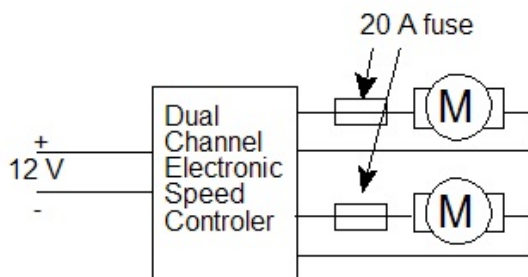 20 A fuse
M
Dual
Channel
Electronic
Speed
Controler
+
12 V
-
M